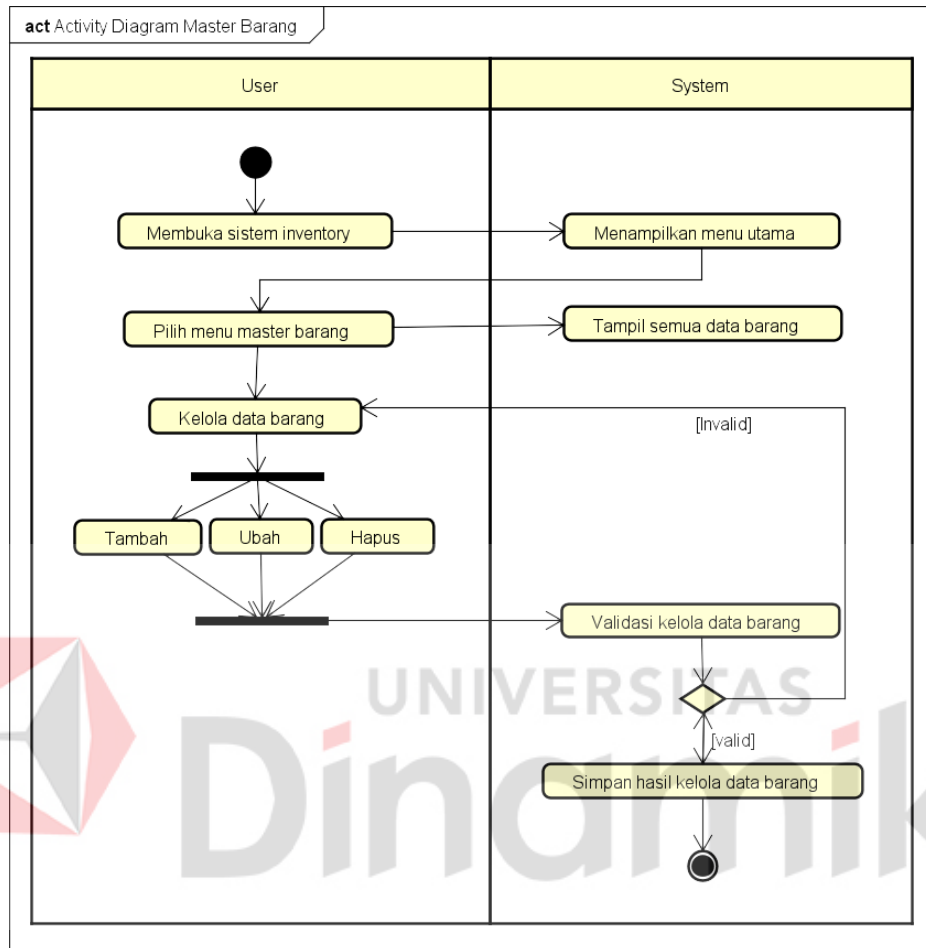 act Activity Diagram Master Barang
User
System
Membuka sistem inventory
Menampilkan menu utama
Pilih menu master barang
Tampil semua data barang
Kelola data barang
[Invalid]
Tambah
Ubah
Hapus
Validasi kelola data barang
UNIVERSITAS
Dinamik
[valid]
Simpan hasil kelola data barang